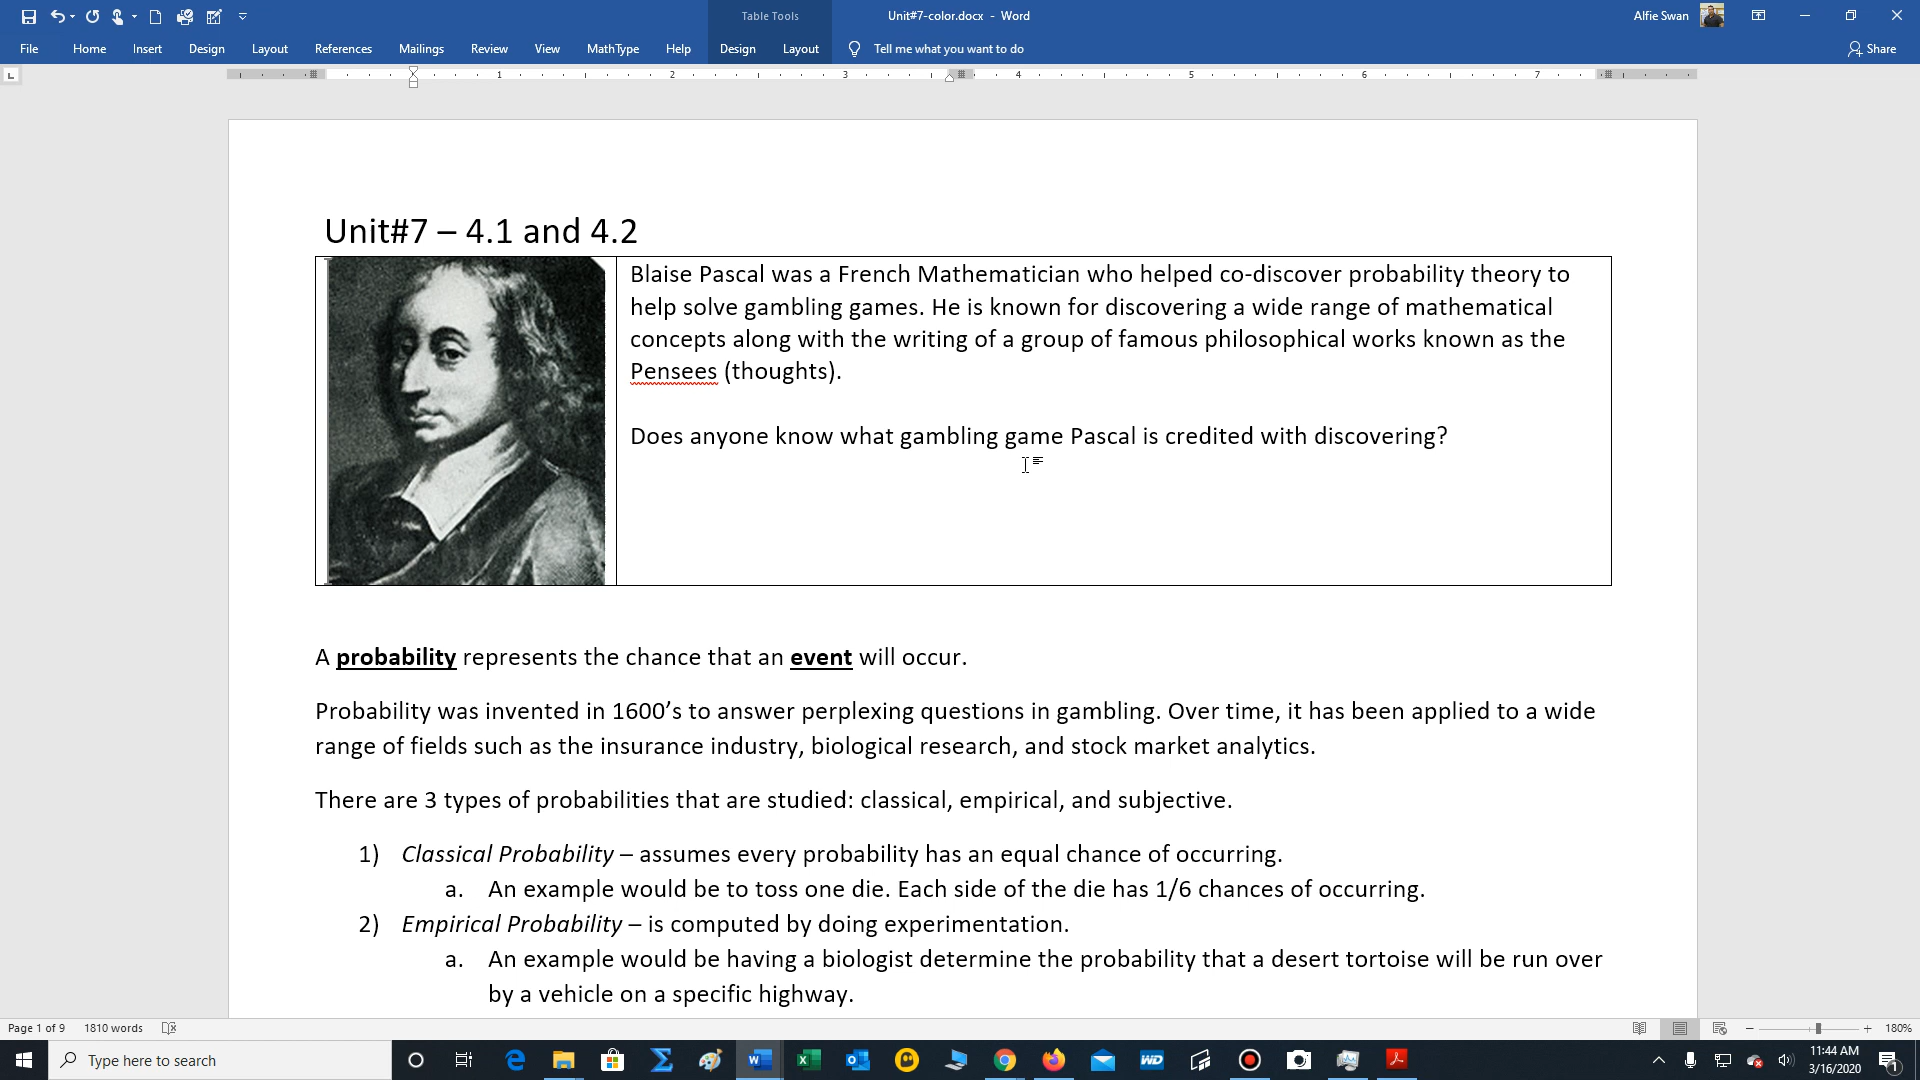 Table Tools
Unit#7-color.docx - Word
Alfie Swan
File Home Insert Design Layout References Mailings Review View MathType Help Design Layout Tell me what you want to do Share
1 2 3 4 5 6 7
Unit#7 – 4.1 and 4.2
Blaise Pascal was a French Mathematician who helped co-discover probability theory to
help solve gambling games. He is known for discovering a wide range of mathematical
concepts along with the writing of a group of famous philosophical works known as the
Pensees (thoughts).
Does anyone know what gambling game Pascal is credited with discovering?
A probability represents the chance that an event will occur.
Probability was invented in 1600’s to answer perplexing questions in gambling. Over time, it has been applied to a wide
range of fields such as the insurance industry, biological research, and stock market analytics.
There are 3 types of probabilities that are studied: classical, empirical, and subjective.
1) Classical Probability – assumes every probability has an equal chance of occurring.
a. An example would be to toss one die. Each side of the die has 1/6 chances of occurring.
2) Empirical Probability – is computed by doing experimentation.
a. An example would be having a biologist determine the probability that a desert tortoise will be run over
by a vehicle on a specific highway.
Page 1 of 9 1810 words
180%
Type here to search
WD
11:44 AM
3/16/2020
1